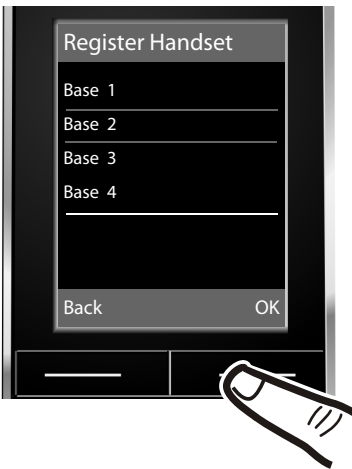 Register Handset
Base 1
Base 2
Base 3
Base 4
Back OK